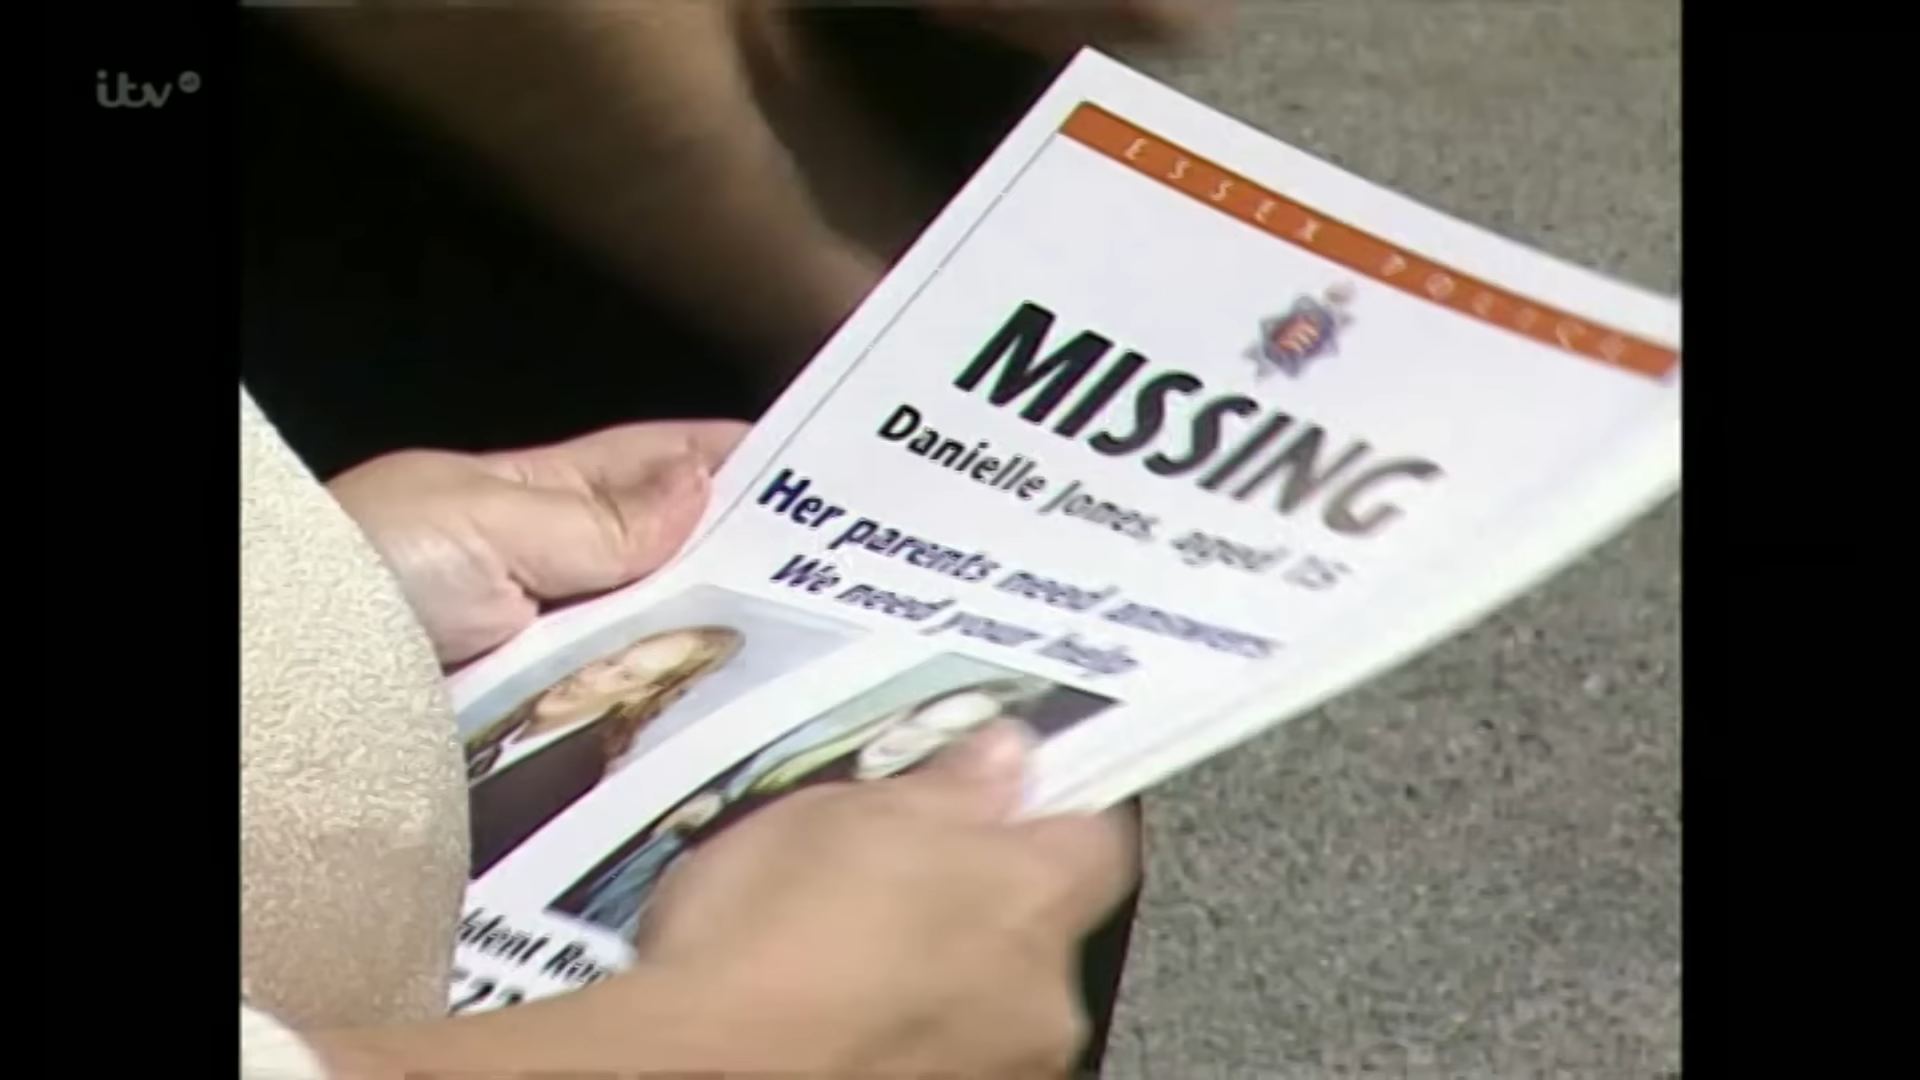 itv
ESSEX POLICE
MISSING
Danielle Jones, aged 15
Her parents need answers
We need your help